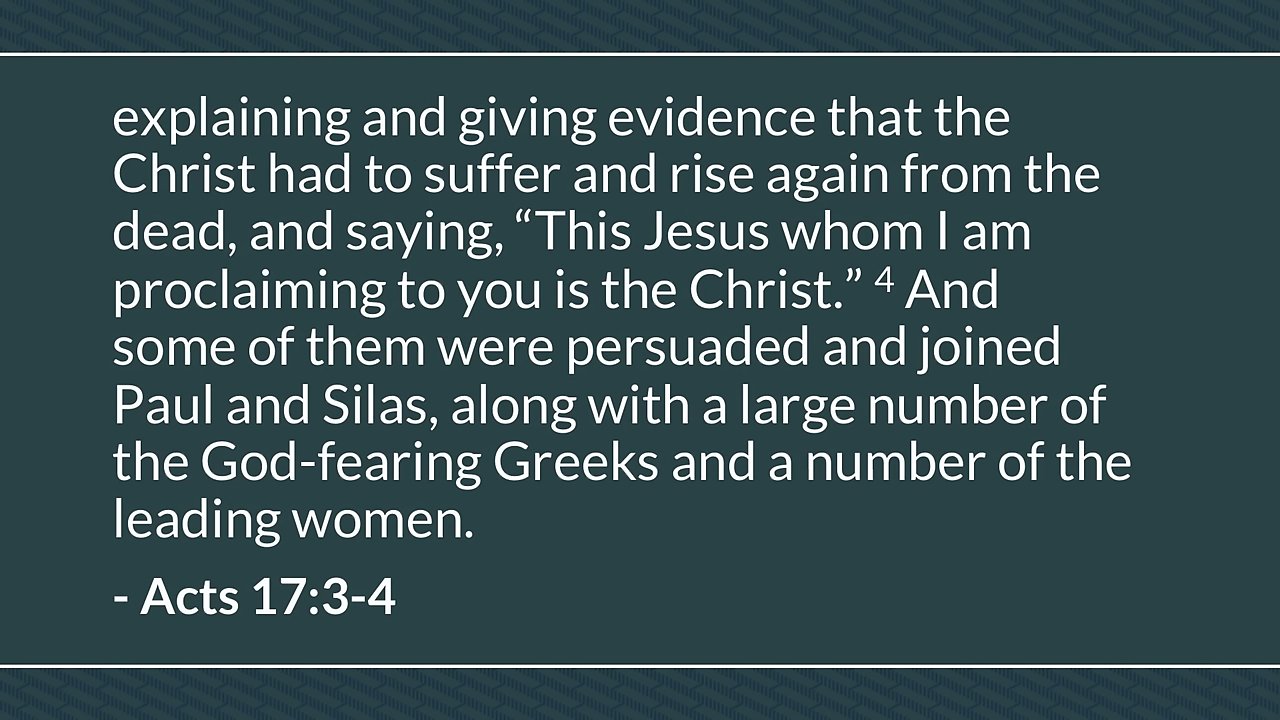 explaining and giving evidence that the
Christ had to suffer and rise again from the
dead, and saying, “This Jesus whom I am
proclaiming to you is the Christ.” 4 And
some of them were persuaded and joined
Paul and Silas, along with a large number of
the God-fearing Greeks and a number of the
leading women.
- Acts 17:3-4